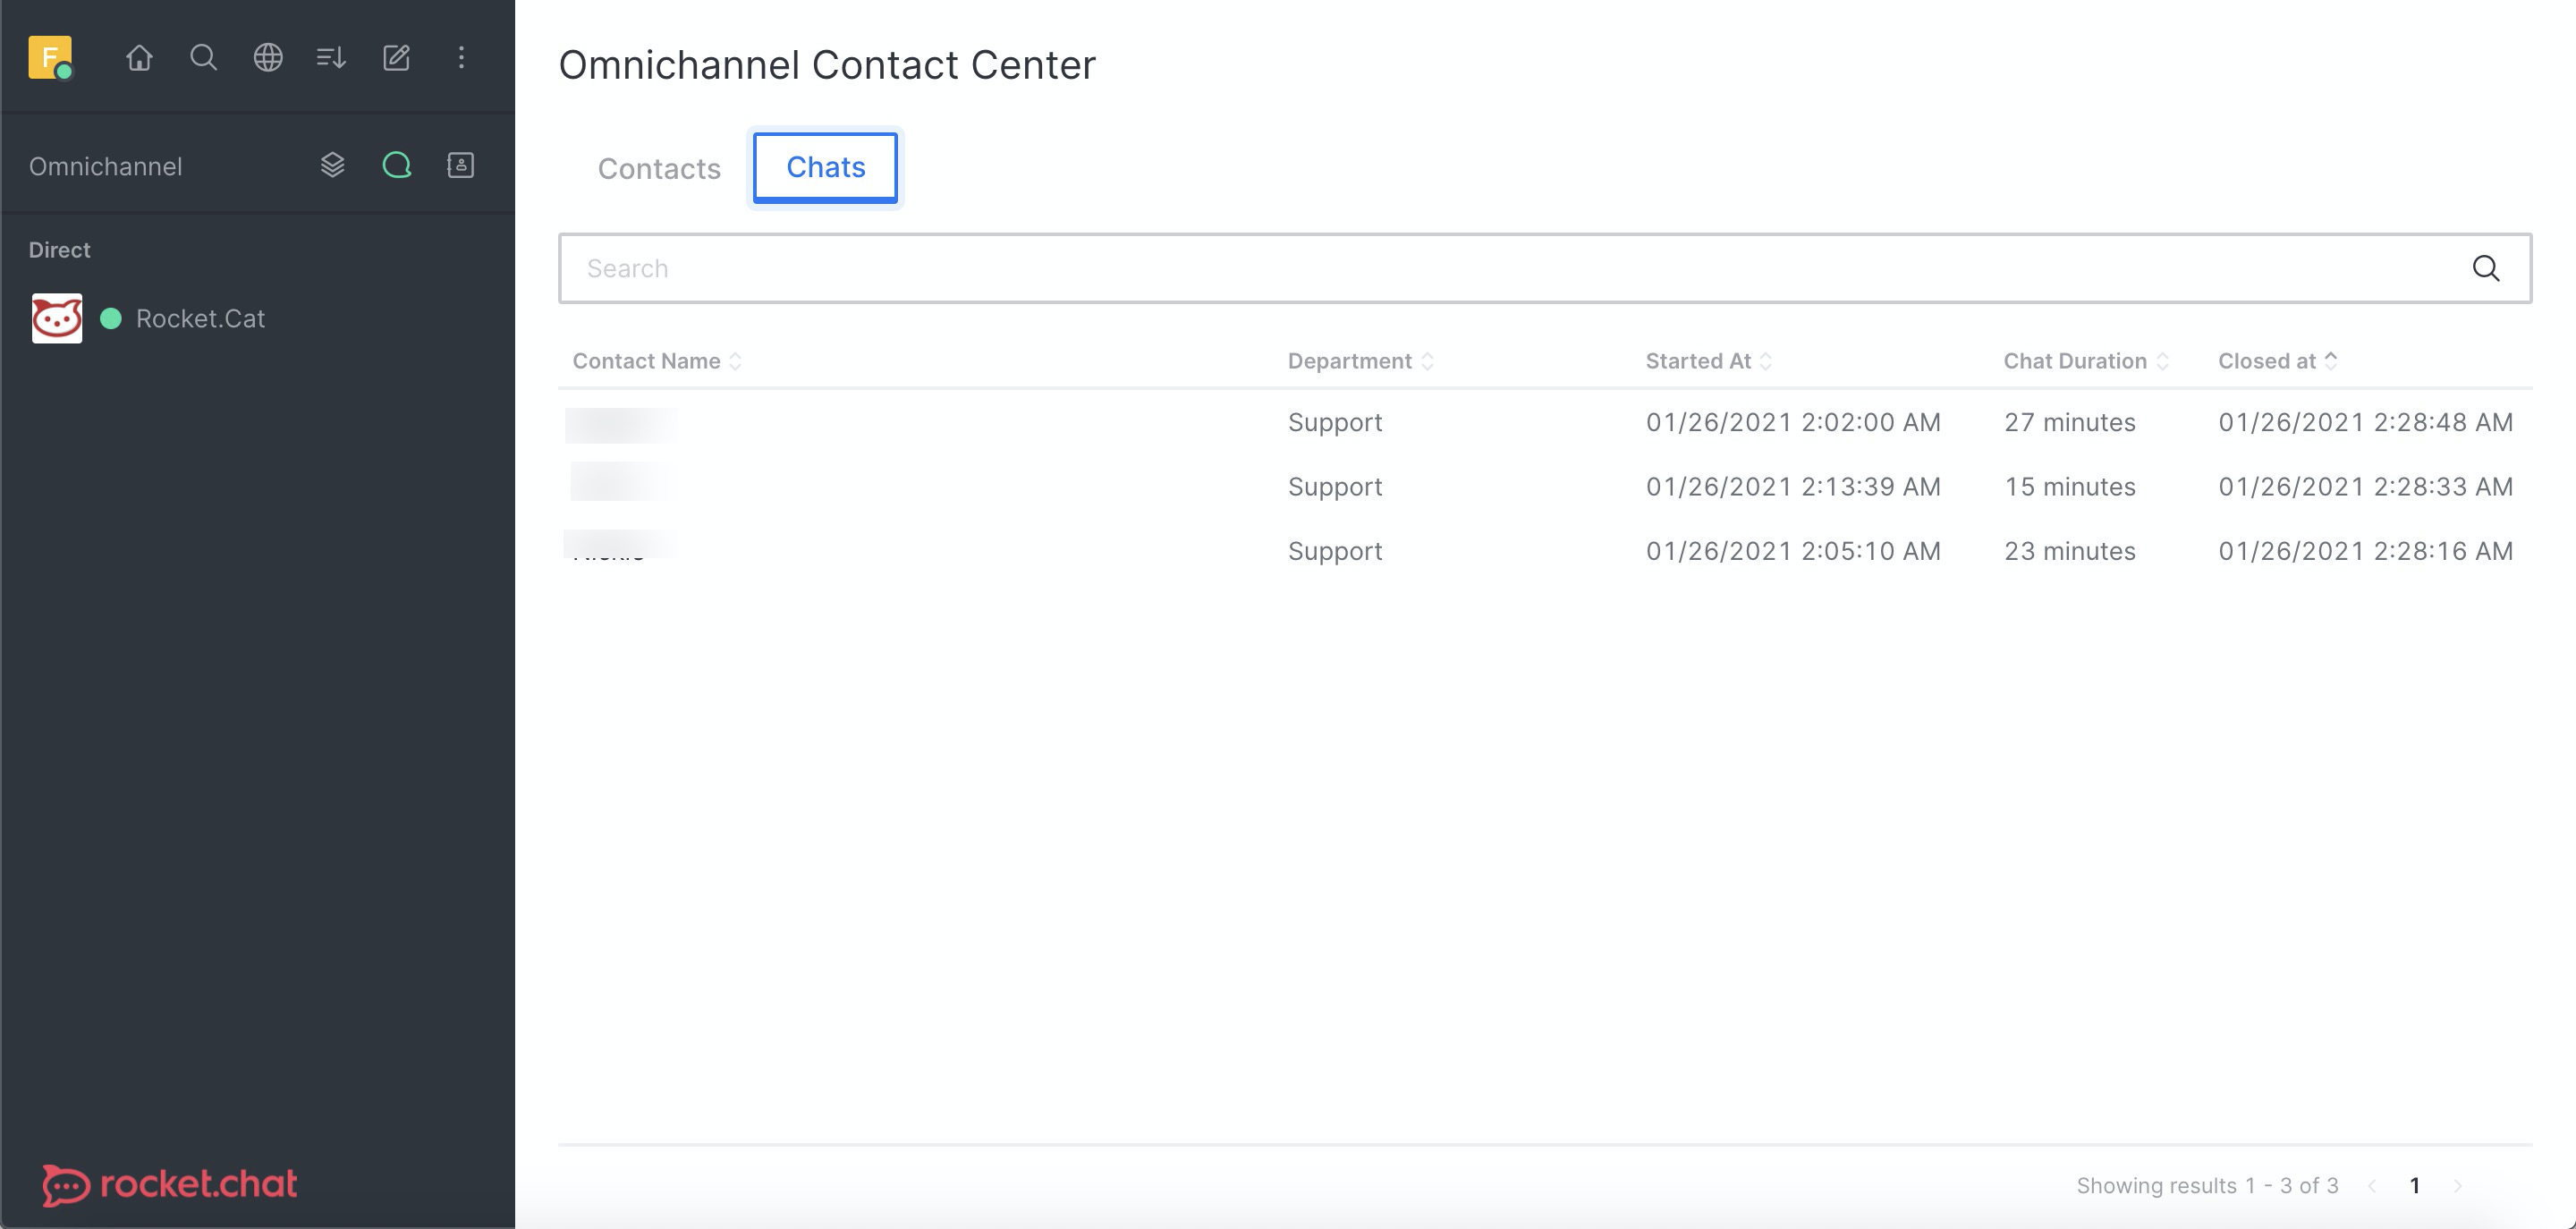 F
Omnichannel
Direct
Rocket.Cat
rocket.chat
Omnichannel Contact Center
Contacts Chats
Search
Contact Name Department Started At Chat Duration Closed at
Support 01/26/2021 2:02:00 AM 27 minutes 01/26/2021 2:28:48 AM
Support 01/26/2021 2:13:39 AM 15 minutes 01/26/2021 2:28:33 AM
Support 01/26/2021 2:05:10 AM 23 minutes 01/26/2021 2:28:16 AM
Showing results 1 - 3 of 3 1